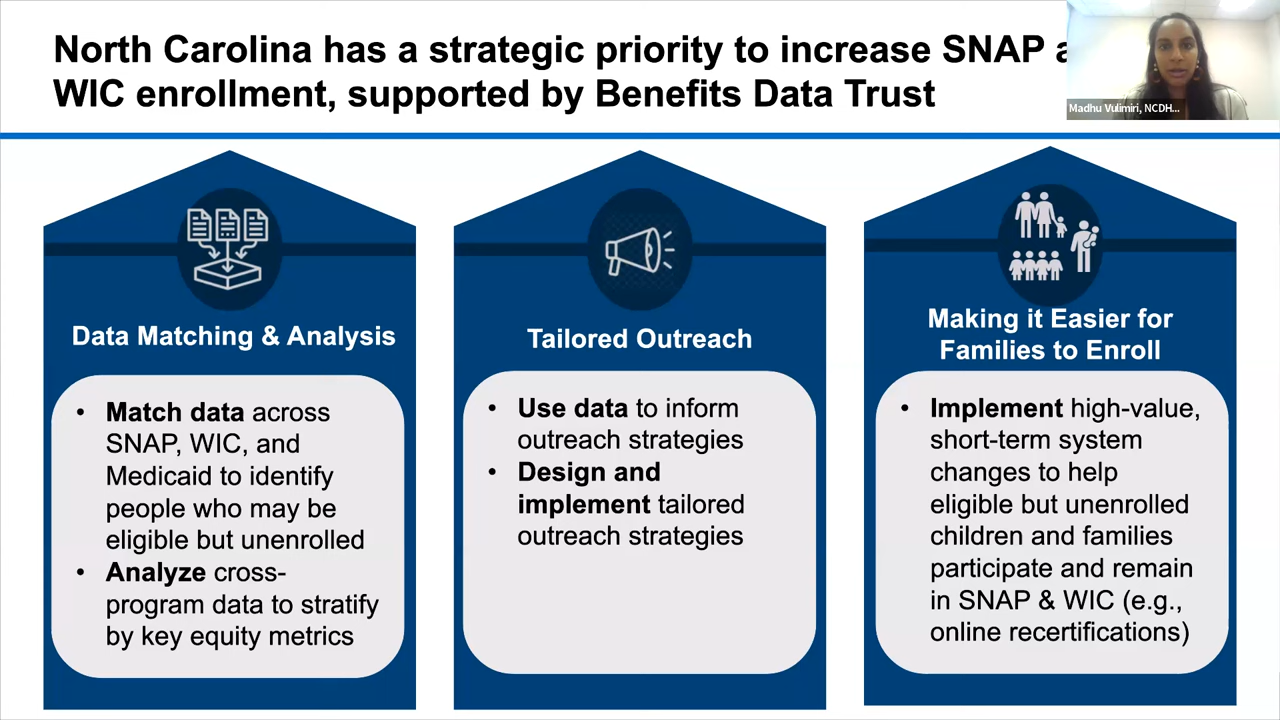 North Carolina has a strategic priority to increase SNAP a
WIC enrollment, supported by Benefits Data Trust
Madhu Vulimiri, NCDH...
Data Matching & Analysis
• Match data across
SNAP, WIC, and
Medicaid to identify
people who may be
eligible but unenrolled
• Analyze cross-
program data to stratify
by key equity metrics
Tailored Outreach
• Use data to inform
outreach strategies
• Design and
implement tailored
outreach strategies
Making it Easier for
Families to Enroll
• Implement high-value,
short-term system
changes to help
eligible but unenrolled
children and families
participate and remain
in SNAP & WIC (e.g.,
online recertifications)